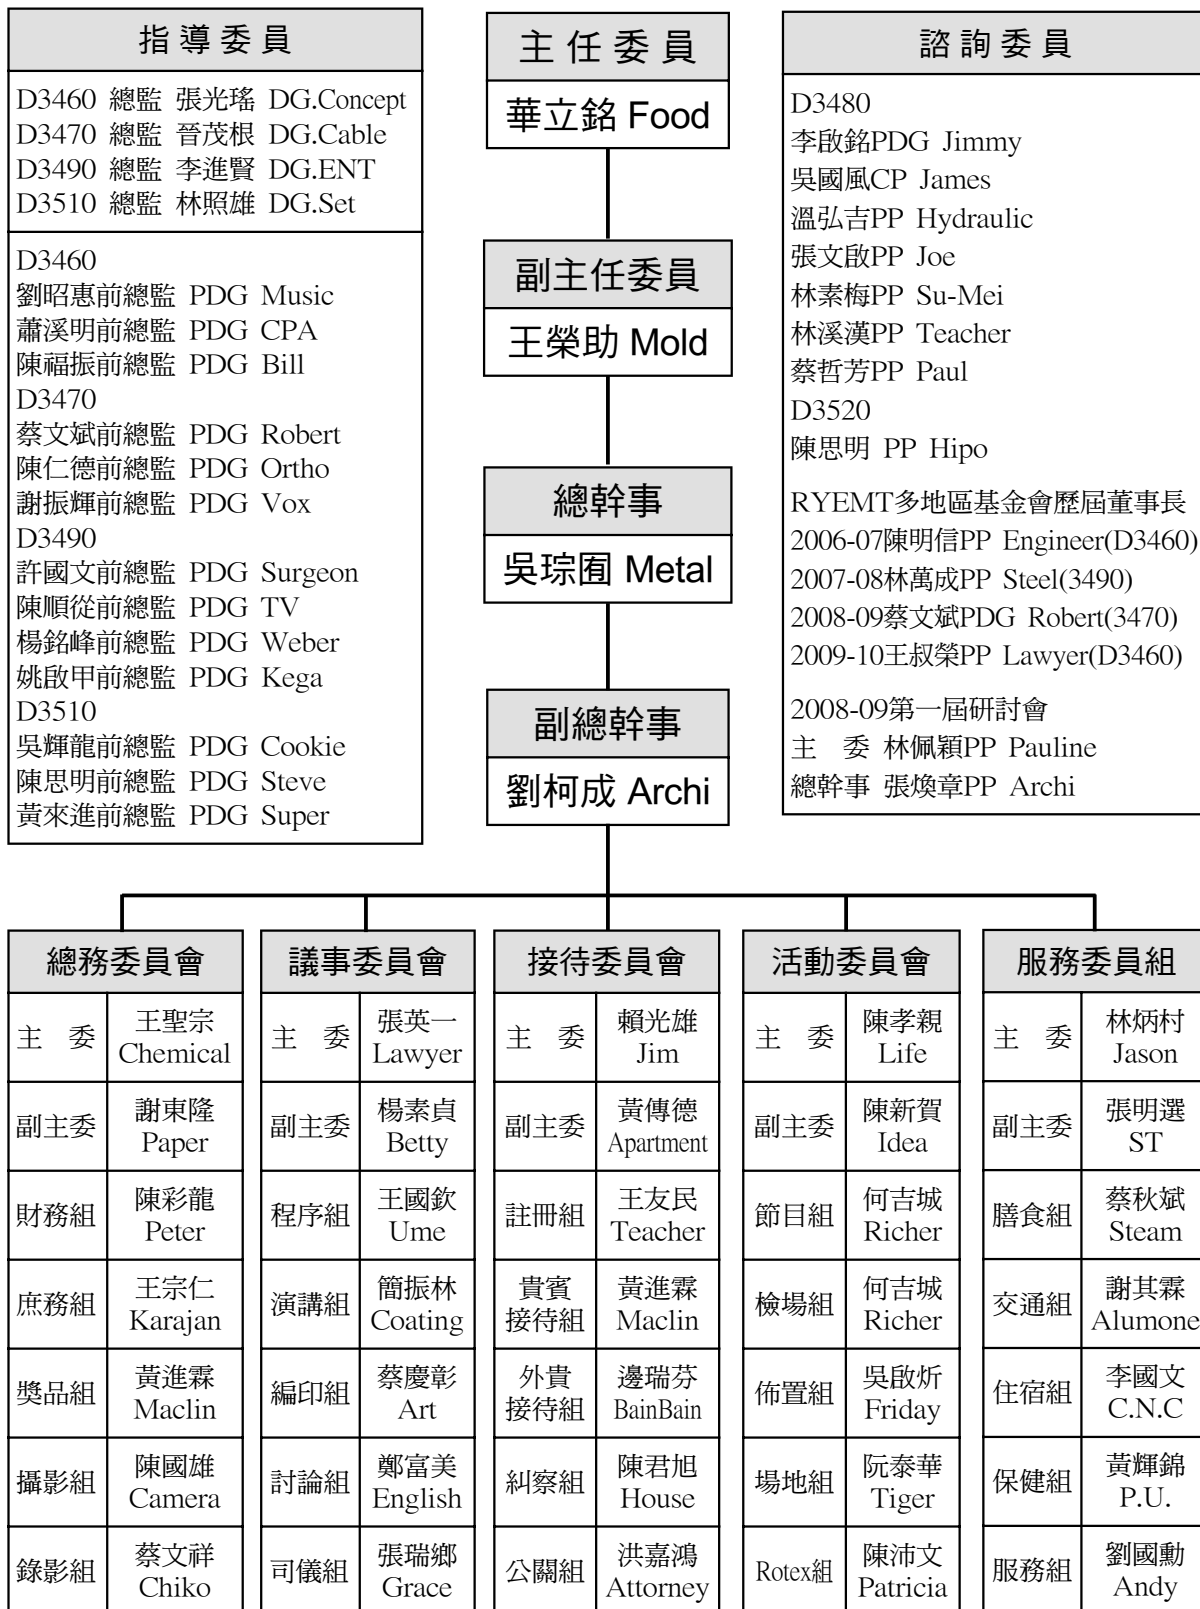 指 導 委 員
D3460 總監 張光瑤 DG.Concept
D3470 總監 晉茂根 DG.Cable
D3490 總監 李進賢 DG.ENT
D3510 總監 林照雄 DG.Set
D3460
劉昭惠前總監 PDG Music
蕭溪明前總監 PDG CPA
陳福振前總監 PDG Bill
D3470
蔡文斌前總監 PDG Robert
陳仁德前總監 PDG Ortho
謝振輝前總監 PDG Vox
D3490
許國文前總監 PDG Surgeon
陳順從前總監 PDG TV
楊銘峰前總監 PDG Weber
姚啟甲前總監 PDG Kega
D3510
吳輝龍前總監 PDG Cookie
陳思明前總監 PDG Steve
黃來進前總監 PDG Super
主 任 委 員
華立銘 Food
副主任委員
王榮助 Mold
總幹事
吳琮囿 Metal
副總幹事
劉柯成 Archi
諮 詢 委 員
D3480
李啟銘PDG Jimmy
吳國風CP James
溫弘吉PP Hydraulic
張文啟PP Joe
林素梅PP Su-Mei
林溪漢PP Teacher
蔡哲芳PP Paul
D3520
陳思明 PP Hipo
RYEMT多地區基金會歷屆董事長
2006-07陳明信PP Engineer(D3460)
2007-08林萬成PP Steel(3490)
2008-09蔡文斌PDG Robert(3470)
2009-10王叔榮PP Lawyer(D3460)
2008-09第一屆研討會
主 委 林佩穎PP Pauline
總幹事 張煥章PP Archi
總務委員會
主 委 王聖宗
Chemical
副主委 謝東隆
Paper
財務組 陳彩龍
Peter
庶務組 王宗仁
Karajan
獎品組 黃進霖
Maclin
攝影組 陳國雄
Camera
錄影組 蔡文祥
Chiko
議事委員會
主 委 張英一
Lawyer
副主委 楊素貞
Betty
程序組 王國欽
Ume
演講組 簡振林
Coating
編印組 蔡慶彰
Art
討論組 鄭富美
English
司儀組 張瑞鄉
Grace
接待委員會
主 委 賴光雄
Jim
副主委 黃傳德
Apartment
註冊組 王友民
Teacher
貴賓 黃進霖
接待組 Maclin
外貴 邊瑞芬
接待組 BainBain
糾察組 陳君旭
House
公關組 洪嘉鴻
Attorney
活動委員會
主 委 陳孝親
Life
副主委 陳新賀
Idea
節目組 何吉城
Richer
檢場組 何吉城
Richer
佈置組 吳啟炘
Friday
場地組 阮泰華
Tiger
Rotex組 陳沛文
Patricia
服務委員組
主 委 林炳村
Jason
副主委 張明選
ST
膳食組 蔡秋斌
Steam
交通組 謝其霖
Alumone
住宿組 李國文
C.N.C
保健組 黃輝錦
P.U.
服務組 劉國勳
Andy